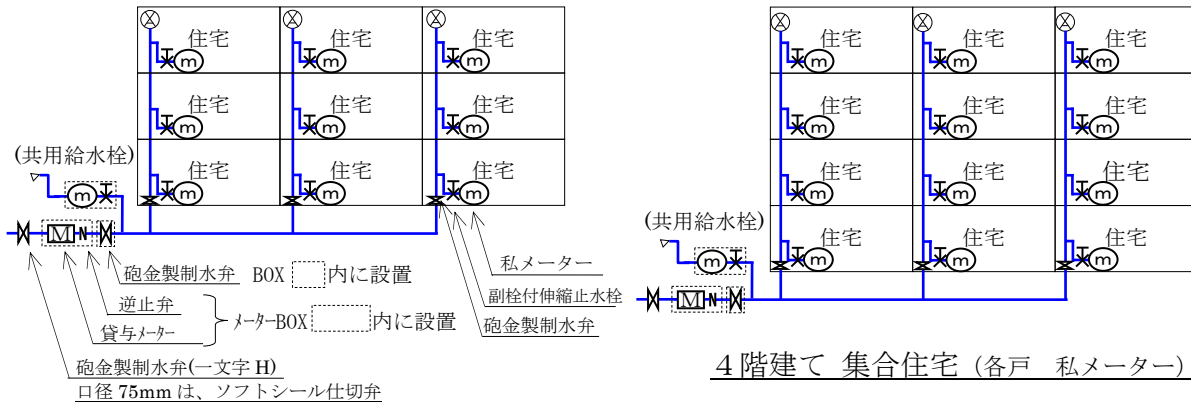 住宅 住宅 住宅
m m m
住宅 住宅 住宅
m m m
住宅 住宅 住宅
m m m
(共用給水栓)
m
M N
砲金製制水弁 BOX 内に設置
逆止弁
貸与メーター
メーターBOX 内に設置
砲金製制水弁(一文字 H)
口径 75mm は、ソフトシール仕切弁
私メーター
副栓付伸縮止水栓
砲金製制水弁
住宅 住宅 住宅
m m m
住宅 住宅 住宅
m m m
住宅 住宅 住宅
m m m
住宅 住宅 住宅
m m m
(共用給水栓)
m
M N
4階建て 集合住宅 (各戸 私メーター)